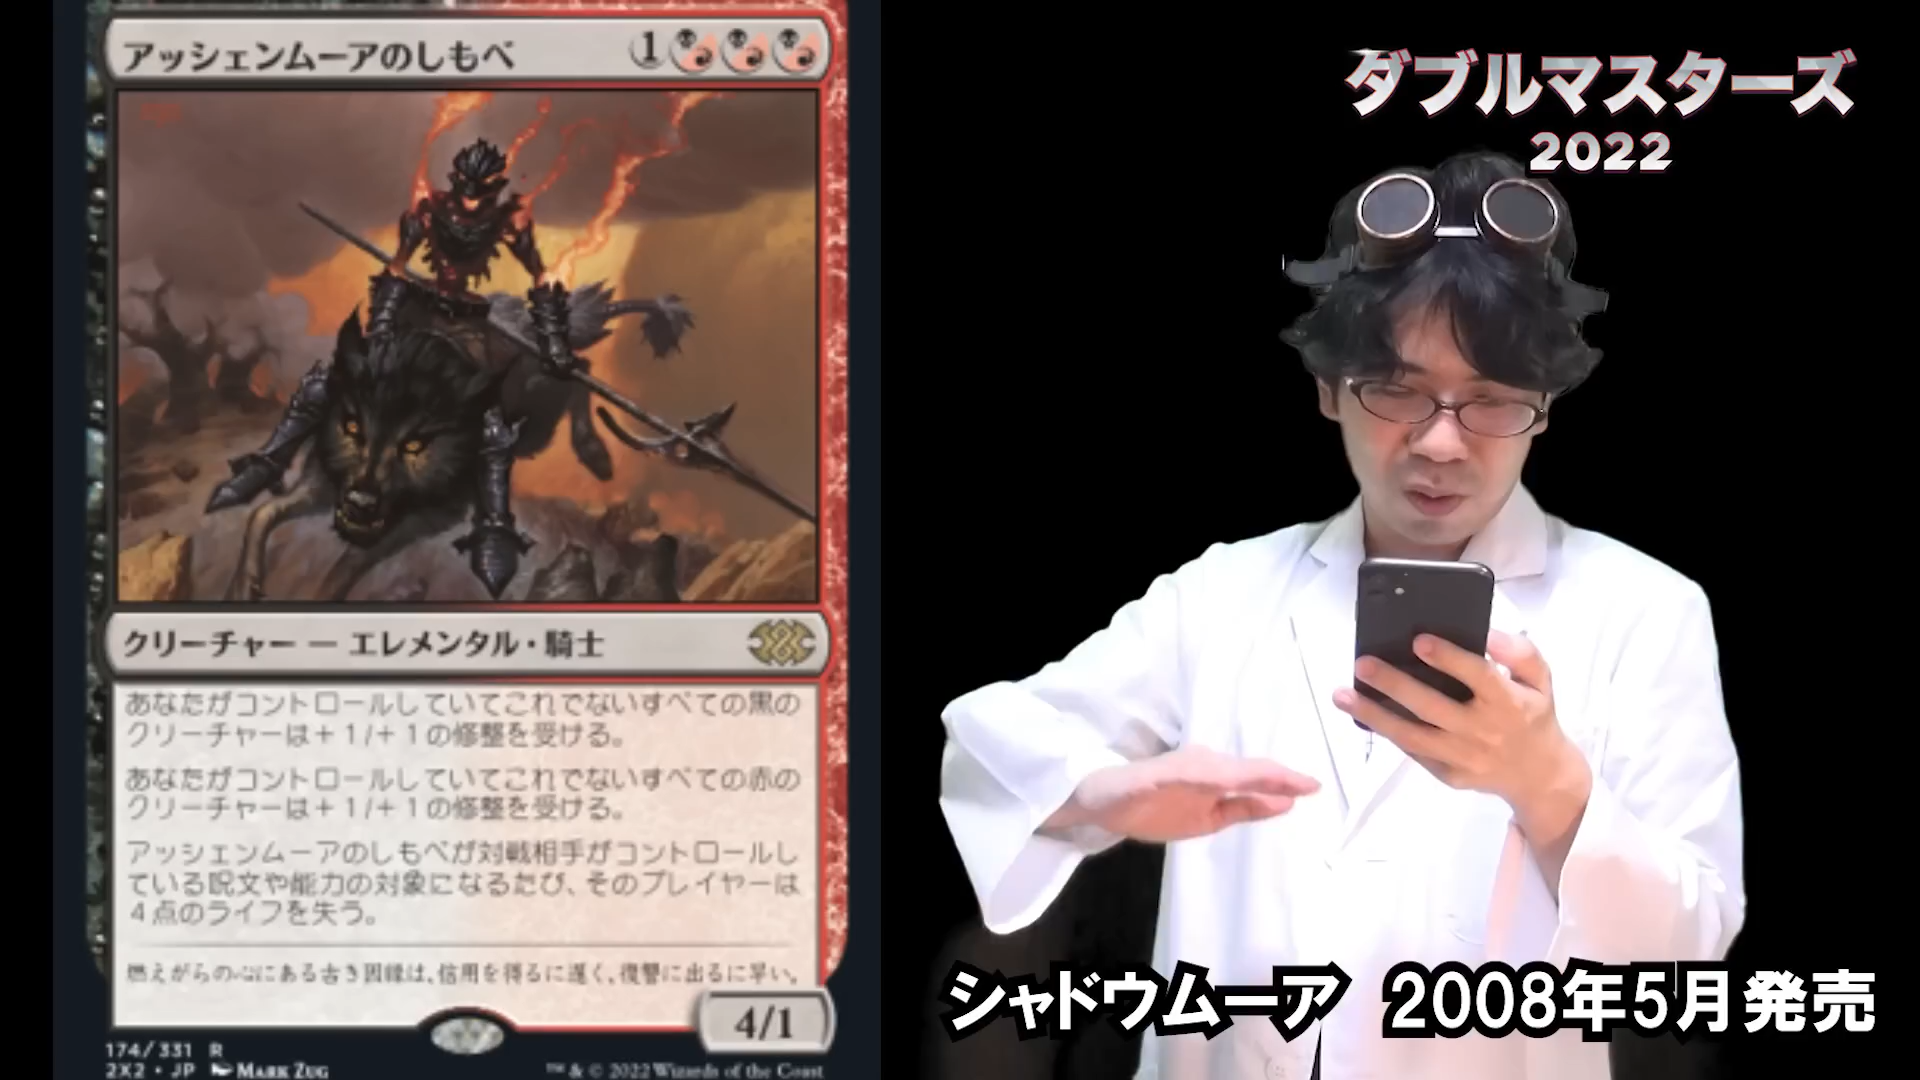 アッシェンムーアのしもべ 1
クリーチャー ― エレメンタル・騎士
あなたがコントロールしていてこれでないすべての黒の
クリーチャーは+1/+1の修整を受ける。
あなたがコントロールしていてこれでないすべての赤の
クリーチャーは+1/+1の修整を受ける。
アッシェンムーアのしもべが対戦相手がコントロールし
ている呪文や能力の対象になるたび、そのプレイヤーは
4点のライフを失う。
燃えがらの心にある古き因縁は、信用を得るに遅く、復讐に出るに早い。
4/1
174/331 R
2X2・JP MARK ZUG
™ & © 2022 Wizards of the Coast
ダブルマスターズ
2022
シャドウムーア 2008年5月発売